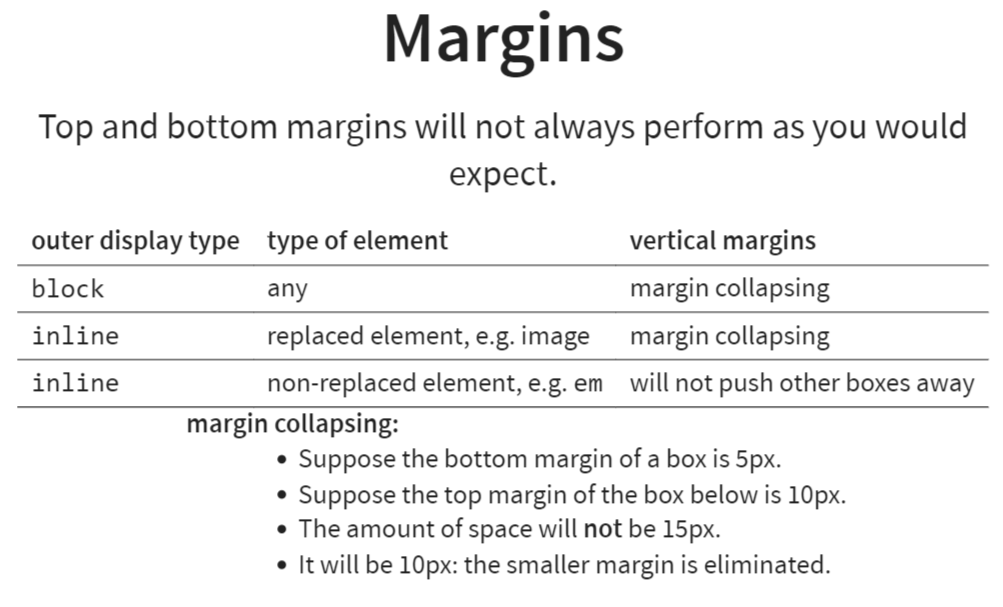 Margins
Top and bottom margins will not always perform as you would
expect.
outer display type type of element vertical margins
block any margin collapsing
inline replaced element, e.g. image margin collapsing
inline non-replaced element, e.g. em will not push other boxes away
margin collapsing:
• Suppose the bottom margin of a box is 5px.
• Suppose the top margin of the box below is 10px.
• The amount of space will not be 15px.
• It will be 10px: the smaller margin is eliminated.